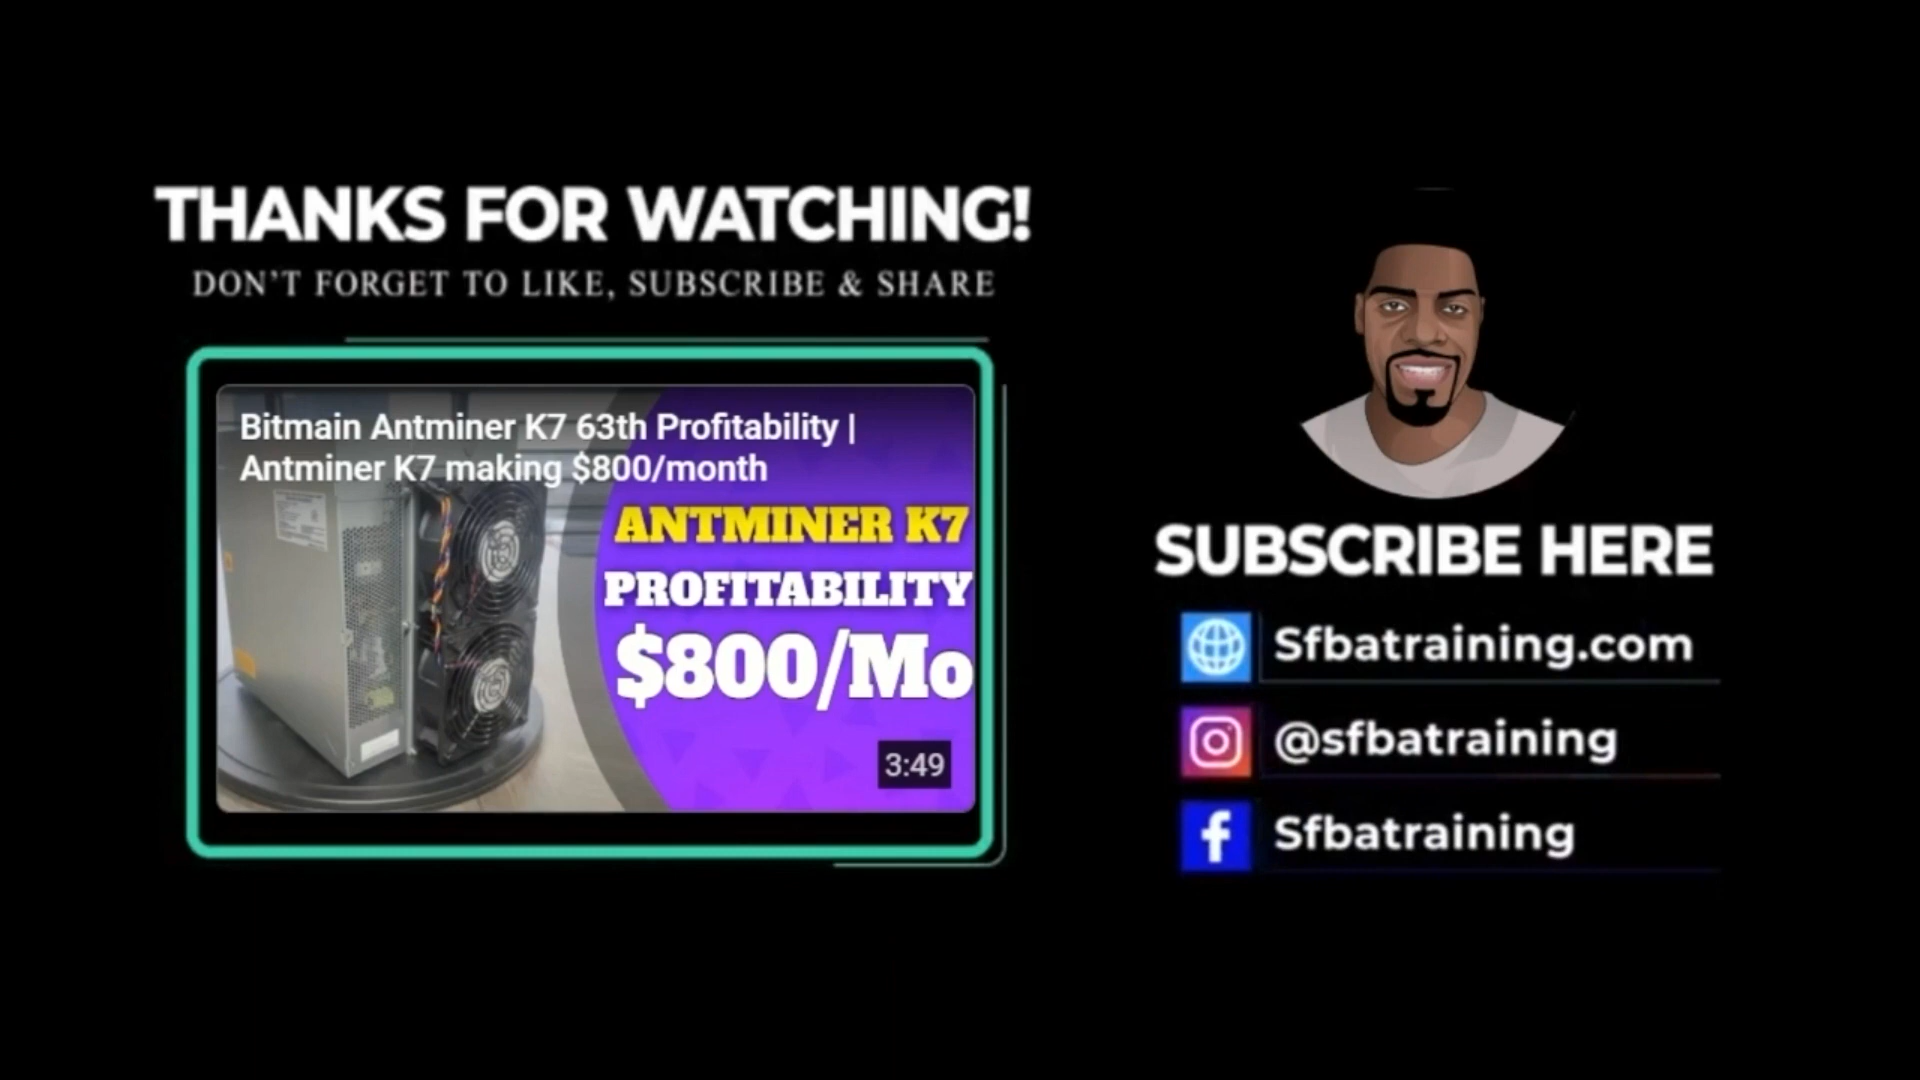 THANKS FOR WATCHING!
DON'T FORGET TO LIKE, SUBSCRIBE & SHARE
Bitmain Antminer K7 63th Profitability |
Antminer K7 making $800/month
ANTMINER K7
PROFITABILITY
$800/Mo
3:49
SUBSCRIBE HERE
Sfbatraining.com
@sfbatraining
Sfbatraining